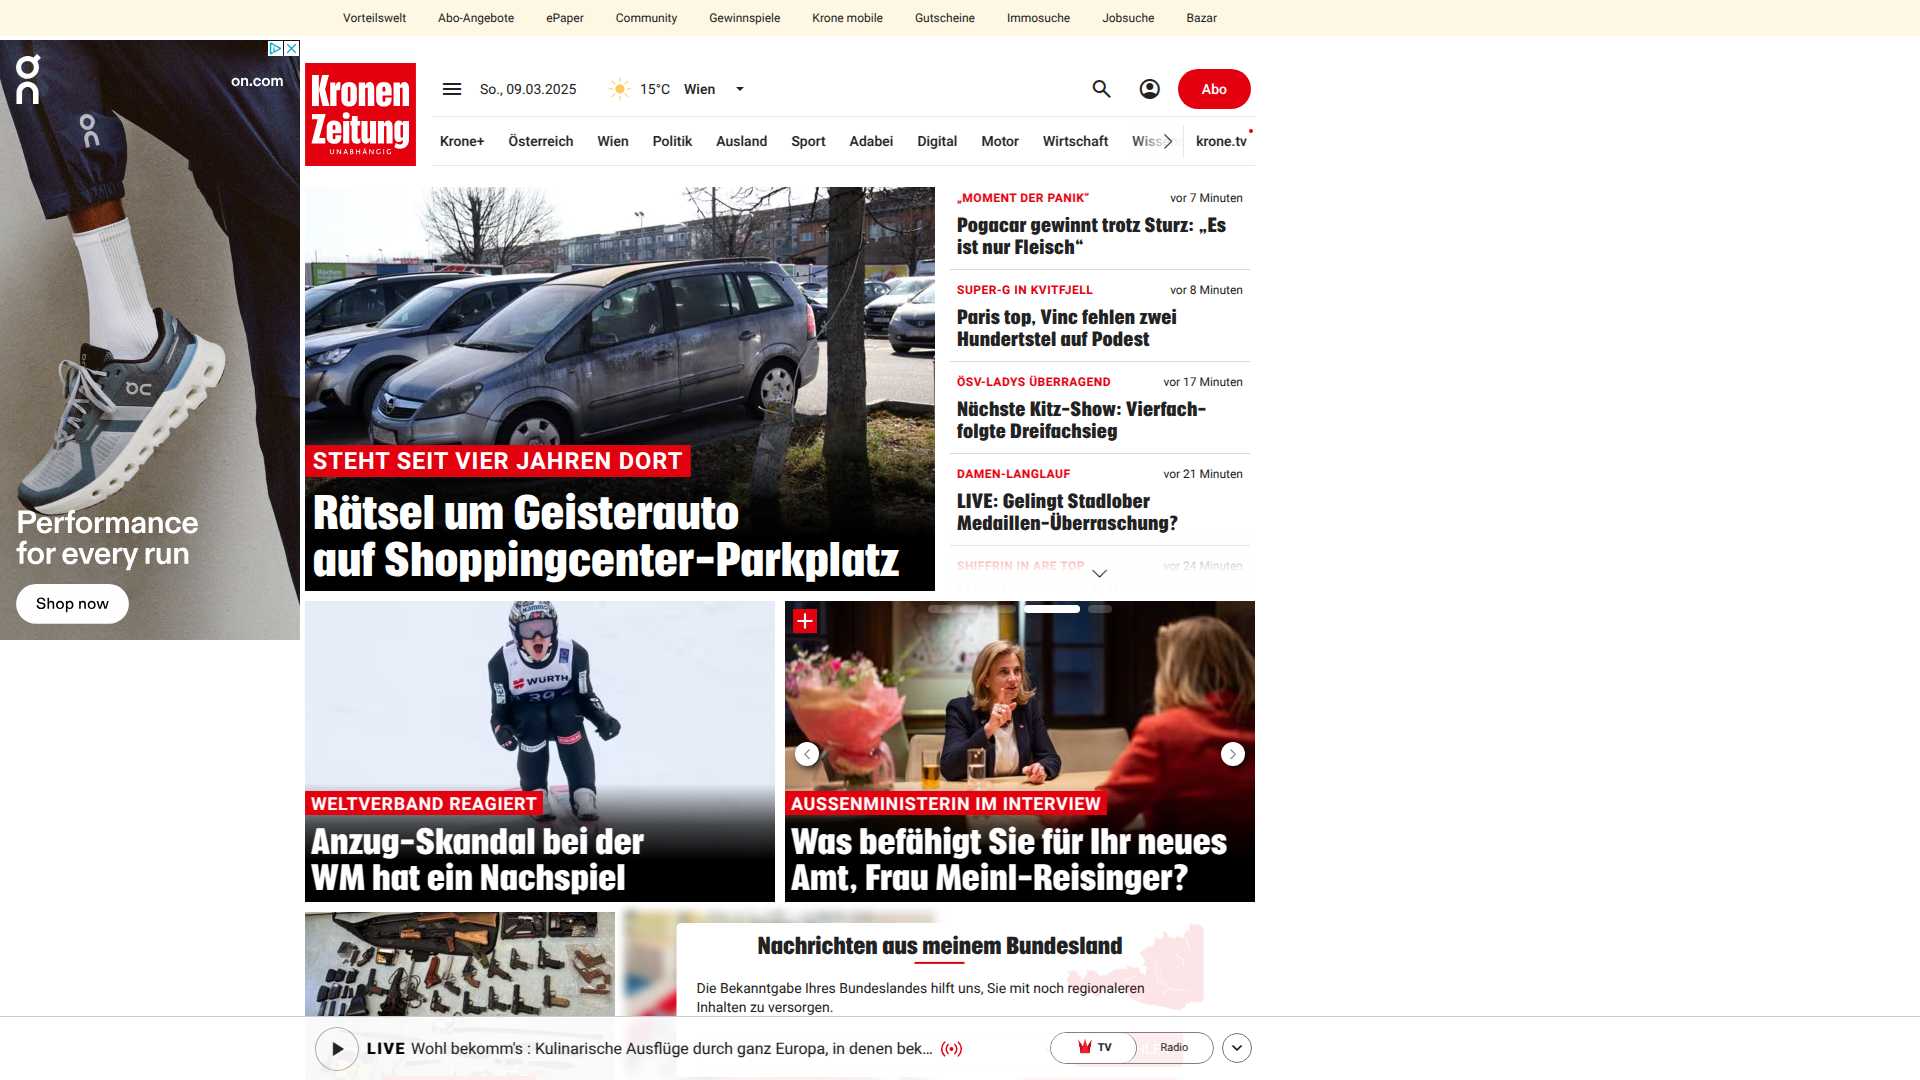 Vorteilswelt Abo-Angebote ePaper Community Gewinnspiele Krone mobile Gutscheine Immosuche Jobsuche Bazar
on.com
on
Performance
for every run
Shop now
Kronen
Zeitung
UNABHÄNGIG
So., 09.03.2025 15°C Wien
Abo
Krone+ Österreich Wien Politik Ausland Sport Adabei Digital Motor Wirtschaft krone.tv
STEHT SEIT VIER JAHREN DORT
Rätsel um Geisterauto
auf Shoppingcenter-Parkplatz
„MOMENT DER PANIK“ vor 7 Minuten
Pogacar gewinnt trotz Sturz: „Es
ist nur Fleisch“
SUPER-G IN KVITFJELL vor 8 Minuten
Paris top, Vinc fehlen zwei
Hundertstel auf Podest
ÖSV-LADYS ÜBERRAGEND vor 17 Minuten
Nächste Kitz-Show: Vierfach-
folgte Dreifachsieg
DAMEN-LANGLAUF vor 21 Minuten
LIVE: Gelingt Stadlober
Medaillen-Überraschung?
SHIFFRIN IN ARE TOP vor 24 Minuten
WÜRTH
WELTVERBAND REAGIERT
Anzug-Skandal bei der
WM hat ein Nachspiel
AUSSENMINISTERIN IM INTERVIEW
Was befähigt Sie für Ihr neues
Amt, Frau Meinl-Reisinger?
Nachrichten aus meinem Bundesland
Die Bekanntgabe Ihres Bundeslandes hilft uns, Sie mit noch regionaleren
Inhalten zu versorgen.
LIVE Wohl bekomm's : Kulinarische Ausflüge durch ganz Europa, in denen bek...
TV Radio